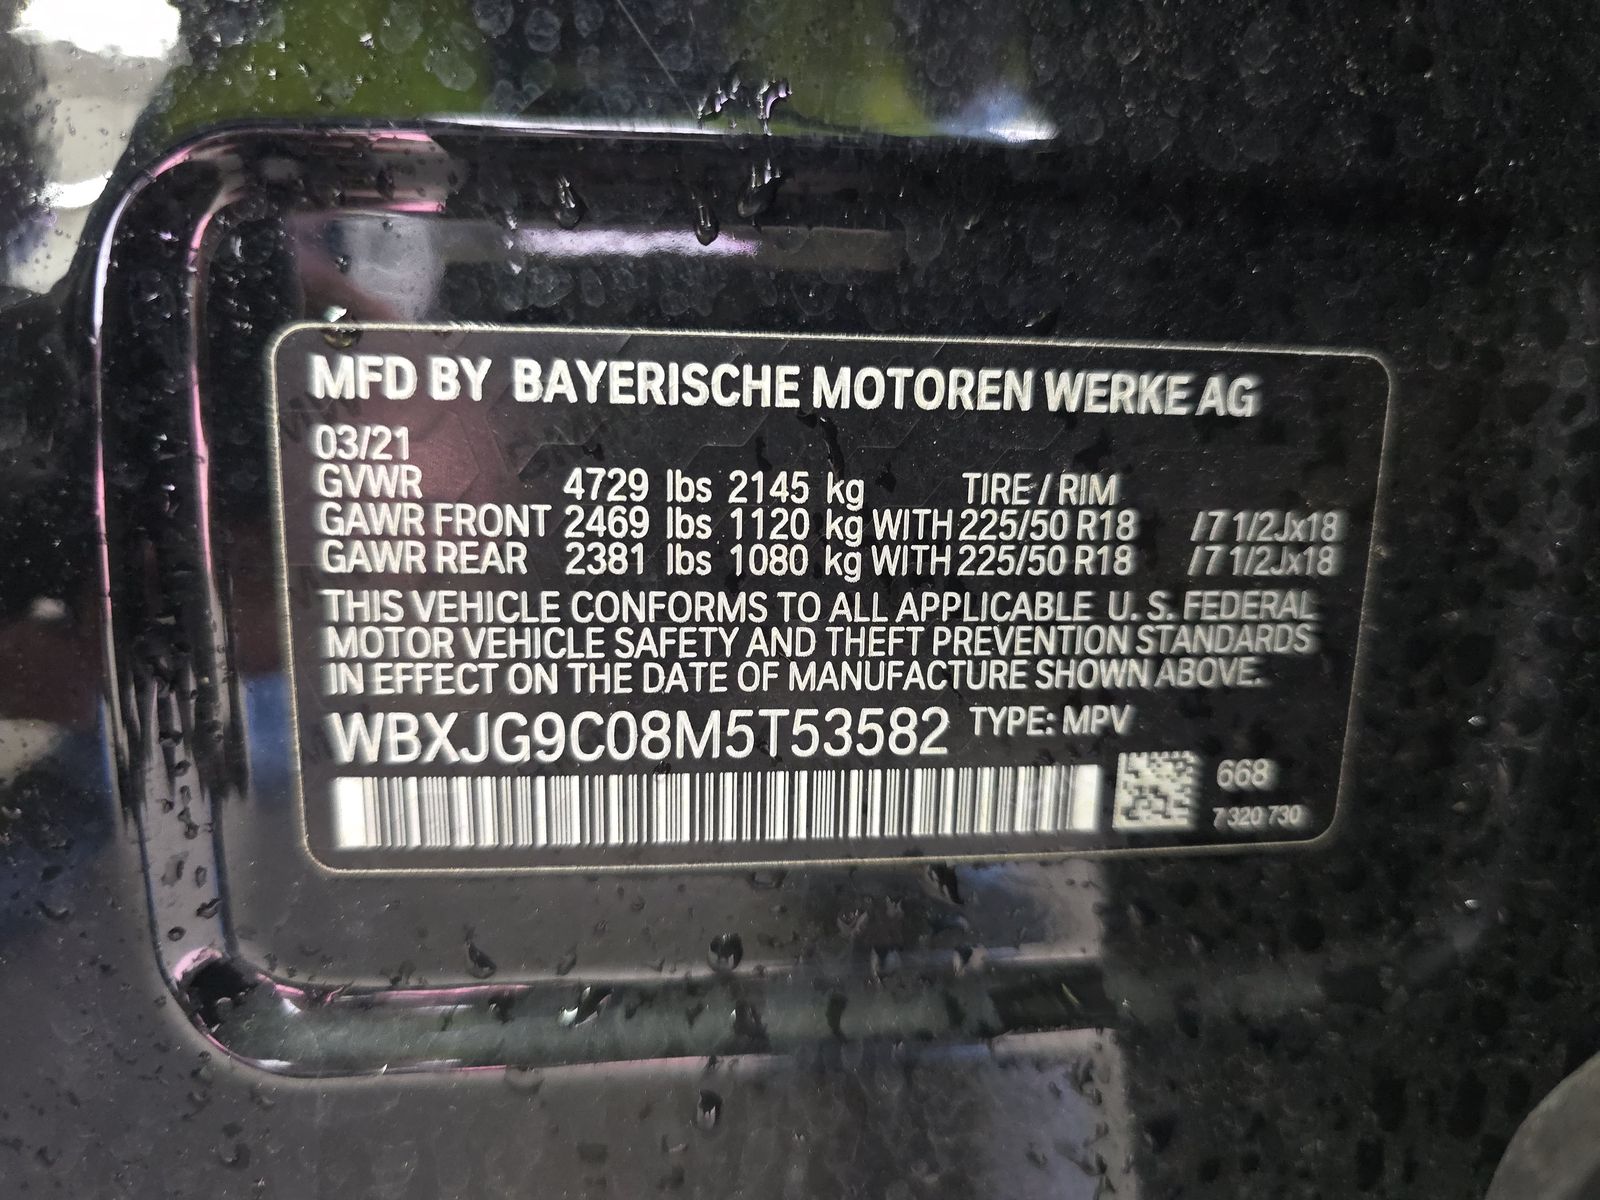 MFD BY BAYERISCHE MOTOREN WERKE AG
03/21
GVWR 4729 lbs 2145 kg TIRE / RIM
GAWR FRONT 2469 lbs 1120 kg WITH 225/50 R18 /7 1/2Jx18
GAWR REAR 2381 lbs 1080 kg WITH 225/50 R18 /7 1/2Jx18
THIS VEHICLE CONFORMS TO ALL APPLICABLE U. S. FEDERAL
MOTOR VEHICLE SAFETY AND THEFT PREVENTION STANDARDS
IN EFFECT ON THE DATE OF MANUFACTURE SHOWN ABOVE.
WBXJG9C08M5T53582 TYPE: MPV
668
7 320 730